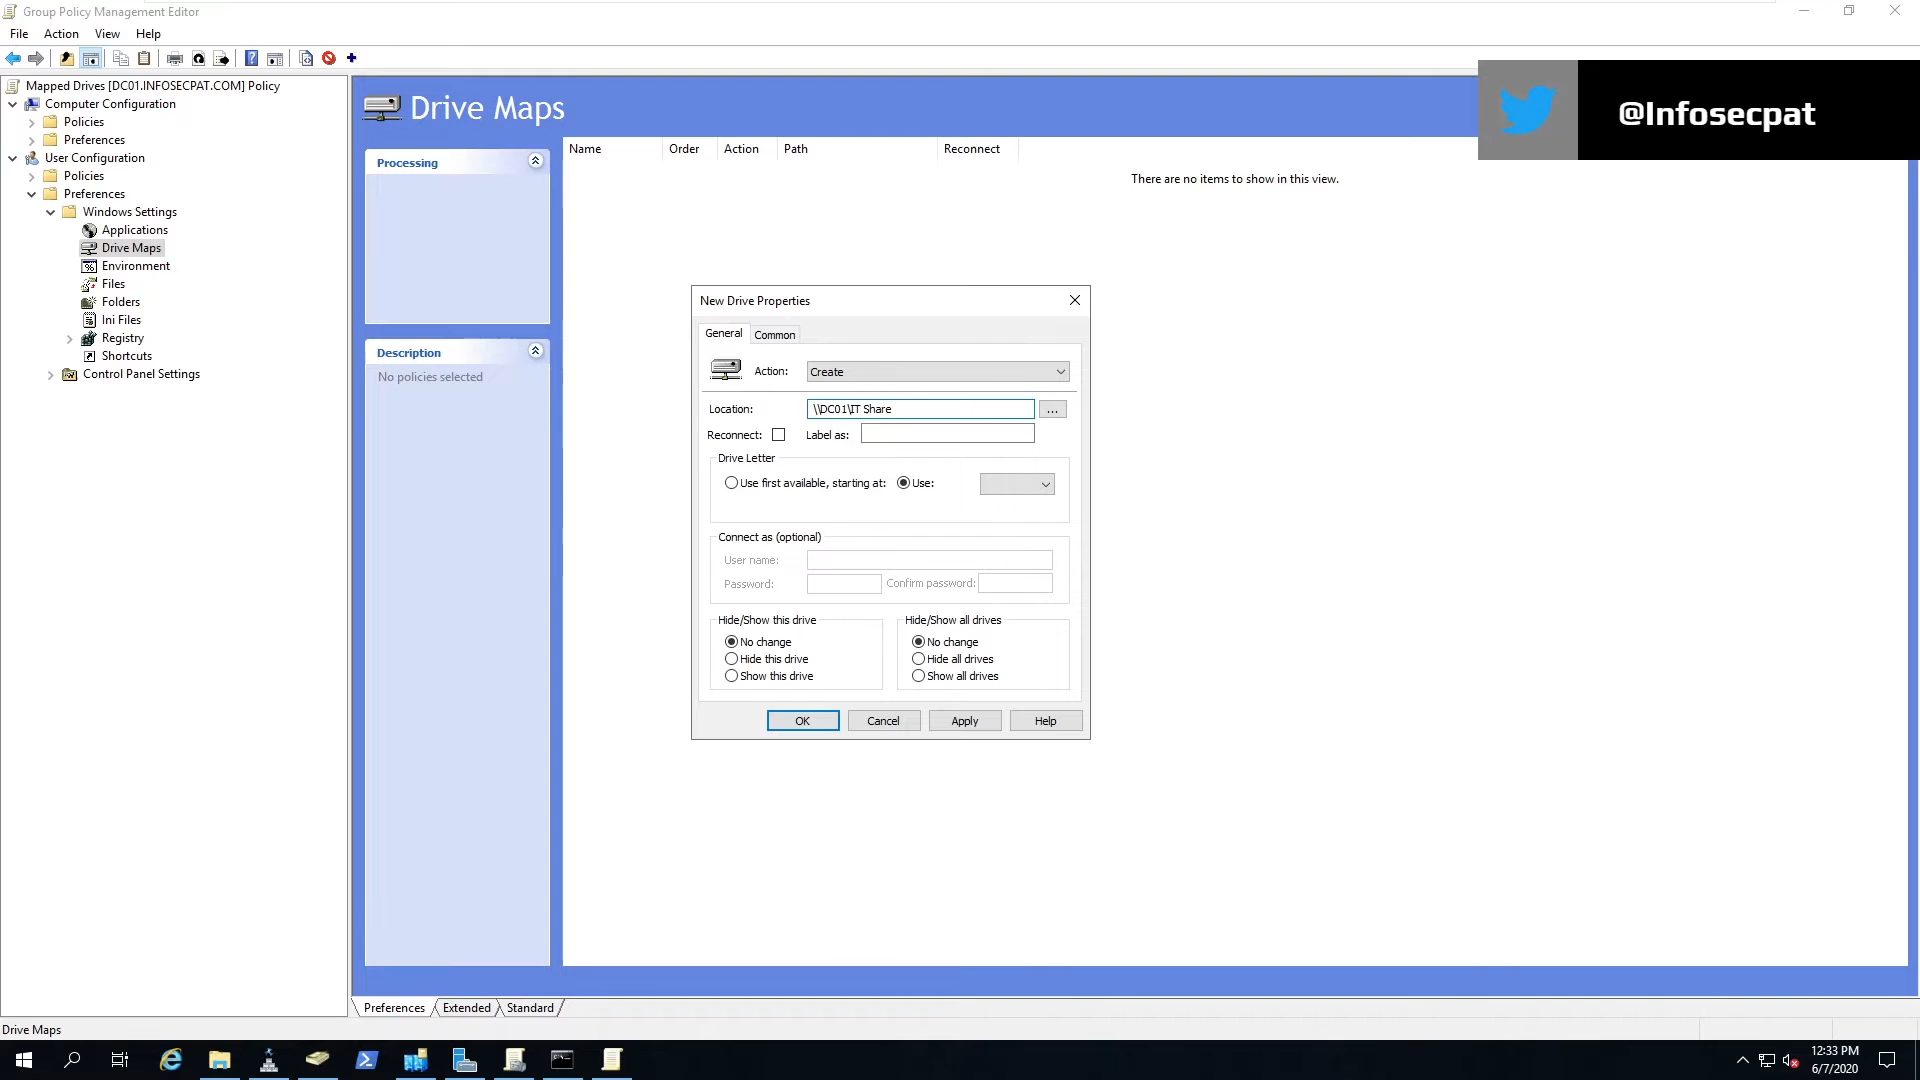 Group Policy Management Editor
File Action View Help
Mapped Drives [DC01.INFOSECPAT.COM] Policy
Computer Configuration
Policies
Preferences
User Configuration
Policies
Preferences
Windows Settings
Applications
Drive Maps
Environment
Files
Folders
Ini Files
Registry
Shortcuts
Control Panel Settings
Drive Maps
@Infosecpat
Processing
Description
No policies selected
Name Order Action Path Reconnect
There are no items to show in this view.
New Drive Properties
General Common
Action: Create
Location: \\DC01\IT Share ...
Reconnect: Label as:
Drive Letter
Use first available, starting at: Use:
Connect as (optional)
User name:
Password: Confirm password:
Hide/Show this drive
No change
Hide this drive
Show this drive
Hide/Show all drives
No change
Hide all drives
Show all drives
OK Cancel Apply Help
Preferences Extended Standard
Drive Maps
12:33 PM
6/7/2020